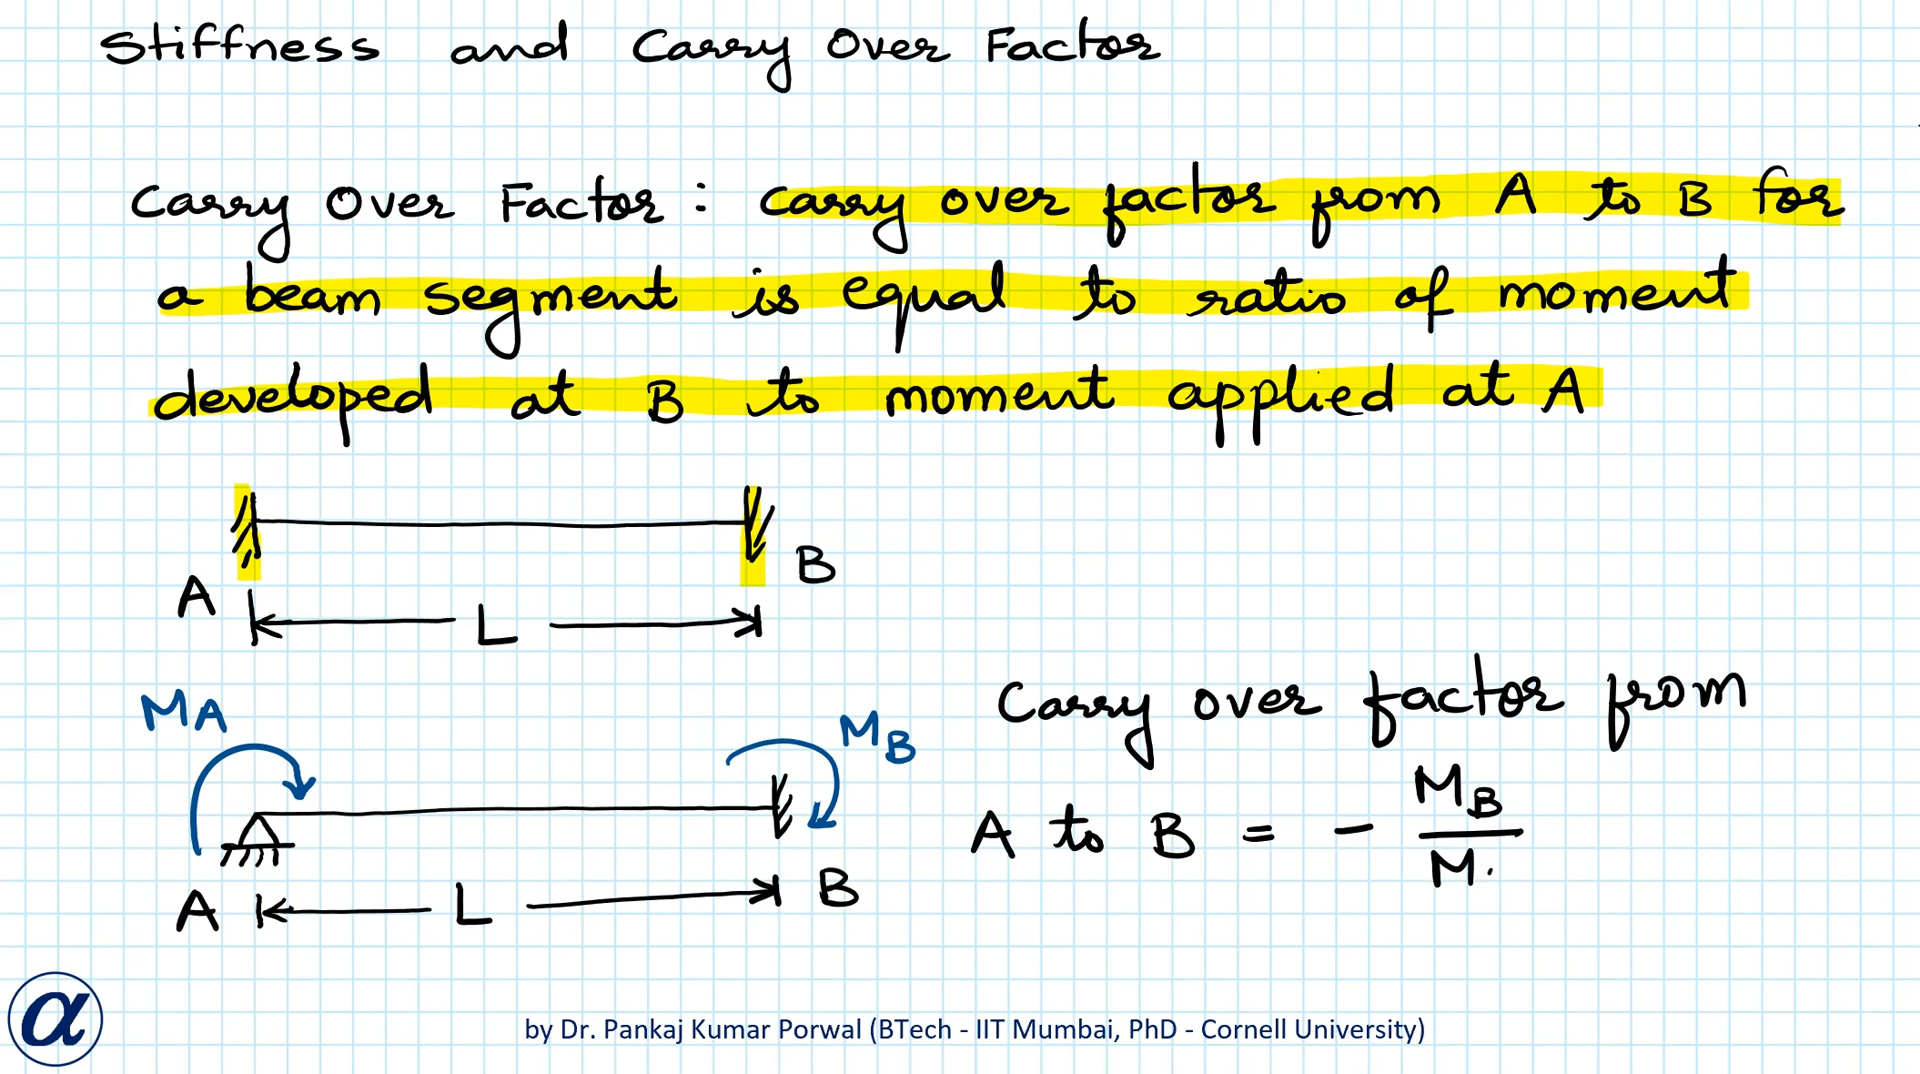 Stiffness and Carry Over Factor
Carry Over Factor : carry over factor from A to B for
a beam segment is equal to ratio of moment
developed at B to moment applied at A
A B
L
MA MB
A L B
Carry over factor from
A to B = - MB / M.
α
by Dr. Pankaj Kumar Porwal (BTech - IIT Mumbai, PhD - Cornell University)